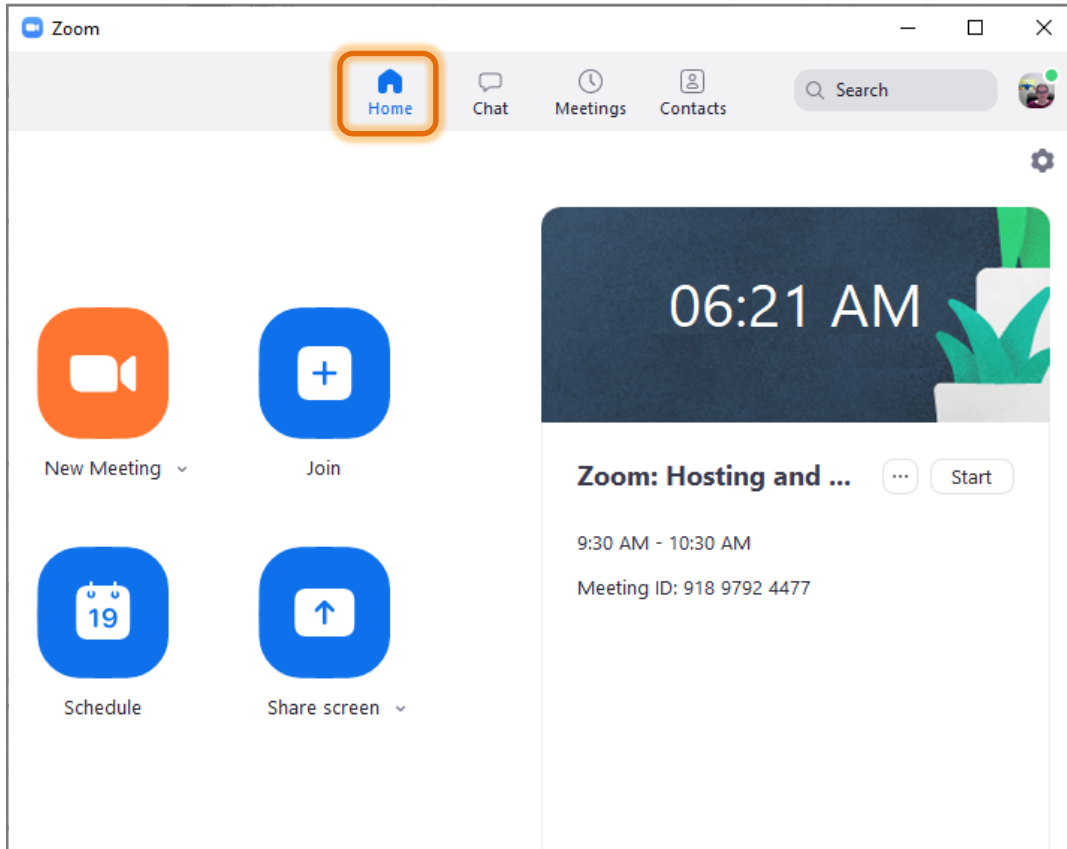 Zoom
Home
Chat
Meetings
Contacts
Search
06:21 AM
New Meeting
Join
Zoom: Hosting and ...
Start
9:30 AM - 10:30 AM
Meeting ID: 918 9792 4477
19
Schedule
Share screen